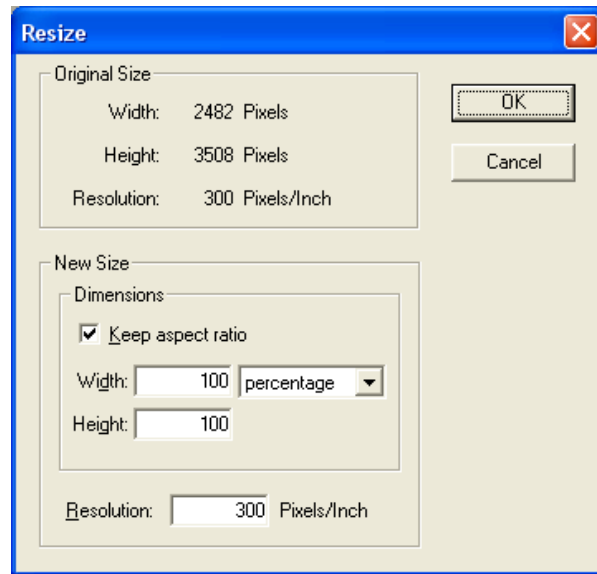 Resize
Original Size
Width: 2482 Pixels
Height: 3508 Pixels
Resolution: 300 Pixels/Inch
OK
Cancel
New Size
Dimensions
Keep aspect ratio
Width: 100 percentage
Height: 100
Resolution: 300 Pixels/Inch